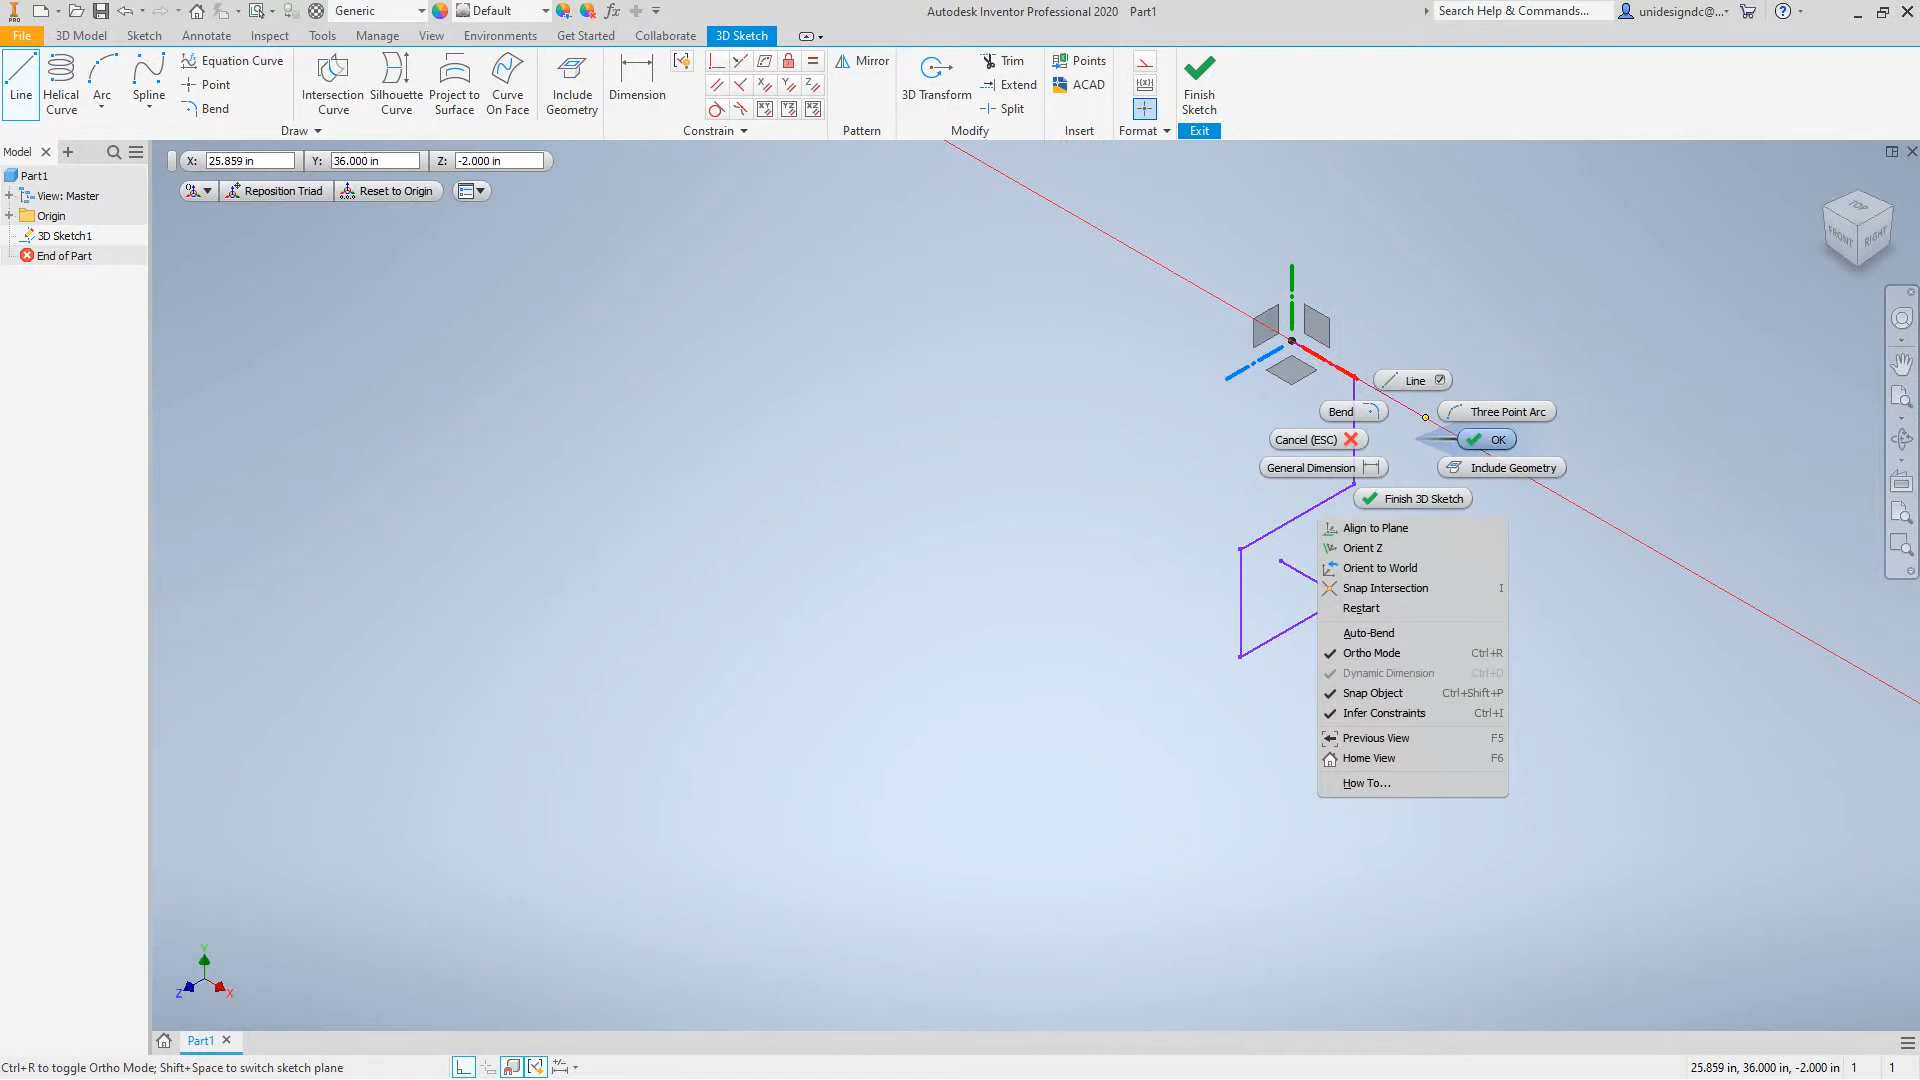 Generic
Default
fx
Autodesk Inventor Professional 2020 Part1
Search Help & Commands...
unidesigndc@...
File
3D Model
Sketch
Annotate
Inspect
Tools
Manage
View
Environments
Get Started
Collaborate
3D Sketch
Line
Helical Curve
Arc
Spline
Equation Curve
Point
Bend
Intersection Curve
Silhouette Curve
Project to Surface
Curve On Face
Include Geometry
Dimension
Mirror
3D Transform
Trim
Extend
Split
Points
ACAD
Finish Sketch
Draw
Constrain
Pattern
Modify
Insert
Format
Exit
Model
X: 25.859 in
Y: 36.000 in
Z: -2.000 in
Reposition Triad
Reset to Origin
Part1
View: Master
Origin
3D Sketch1
End of Part
TOP
FRONT
RIGHT
Line
Bend
Three Point Arc
Cancel (ESC)
OK
General Dimension
Include Geometry
Finish 3D Sketch
Align to Plane
Orient Z
Orient to World
Snap Intersection I
Restart
Auto-Bend
Ortho Mode Ctrl+R
Dynamic Dimension Ctrl+D
Snap Object Ctrl+Shift+P
Infer Constraints Ctrl+I
Previous View F5
Home View F6
How To...
Y
Z
X
Part1
Ctrl+R to toggle Ortho Mode; Shift+Space to switch sketch plane
25.859 in, 36.000 in, -2.000 in 1 1